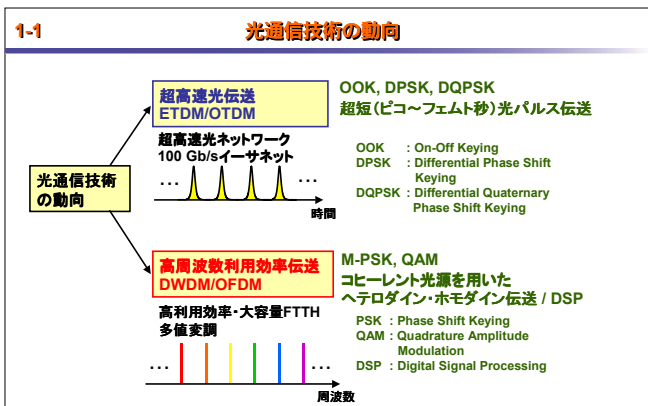 1-1
光通信技術の動向
超高速光伝送
ETDM/OTDM
OOK, DPSK, DQPSK
超短(ピコ～フェムト秒)光パルス伝送
超高速光ネットワーク
100 Gb/sイーサネット
OOK : On-Off Keying
DPSK : Differential Phase Shift
Keying
DQPSK : Differential Quaternary
Phase Shift Keying
… …
時間
光通信技術
の動向
高周波数利用効率伝送
DWDM/OFDM
M-PSK, QAM
コヒーレント光源を用いた
ヘテロダイン・ホモダイン伝送 / DSP
高利用効率・大容量FTTH
多値変調
PSK : Phase Shift Keying
QAM : Quadrature Amplitude
Modulation
DSP : Digital Signal Processing
… …
周波数